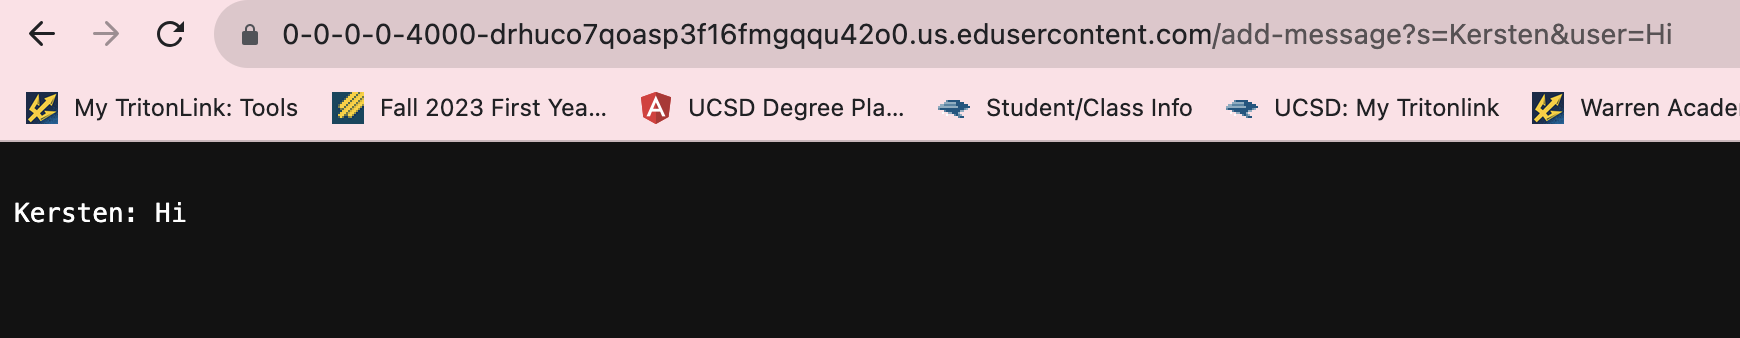 0-0-0-0-4000-drhuco7qoasp3f16fmgqqu42o0.us.edusercontent.com/add-message?s=Kersten&user=Hi
My TritonLink: Tools Fall 2023 First Yea... UCSD Degree Pla... Student/Class Info UCSD: My Tritonlink Warren Acade
Kersten: Hi